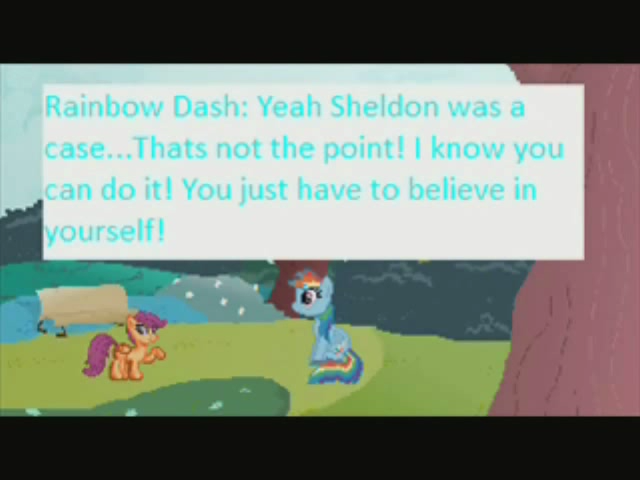 Rainbow Dash: Yeah Sheldon was a
case...Thats not the point! I know you
can do it! You just have to believe in
yourself!